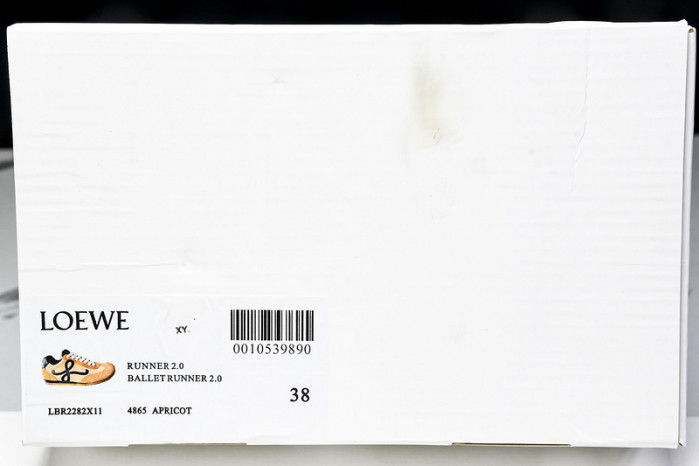 LOEWE
XY.
0010539890
RUNNER 2.0
BALLET RUNNER 2.0
38
LBR2282X11 4865 APRICOT